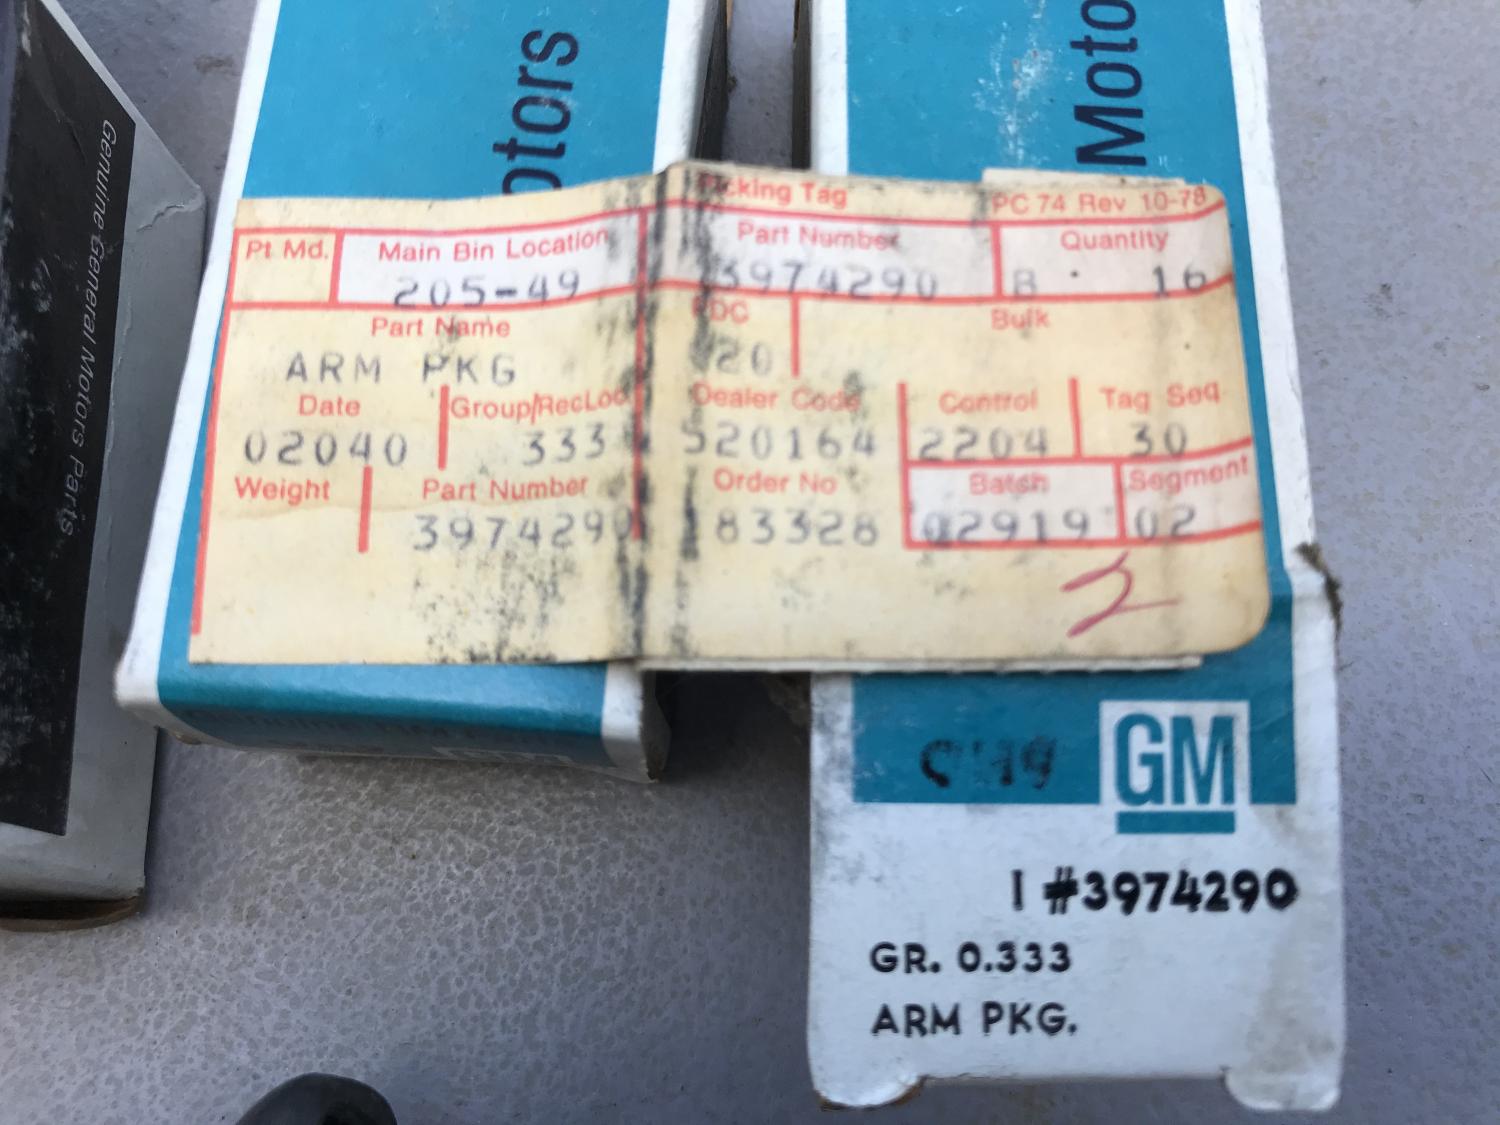 Genuine General Motors Parts
otors
Moto
Picking Tag PC 74 Rev 10-78
Pt Md. Main Bin Location Part Number Quantity
205-49 3974290 B 16
Part Name PDC Bulk
ARM PKG 20
Date Group/RecLoc Dealer Code Control Tag Seq.
02040 333 520164 2204 30
Weight Part Number Order No Batch Segment
3974290 83328 02919 02
2
GM
1 #3974290
GR. 0.333
ARM PKG.